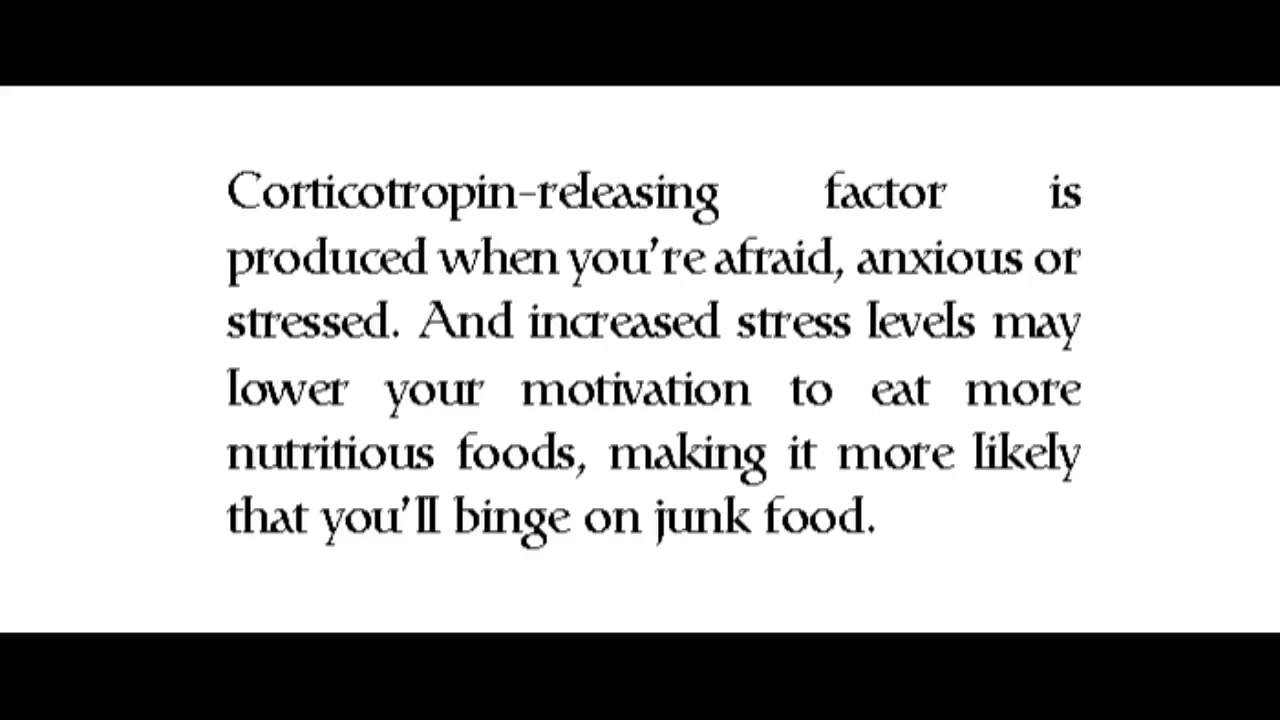 Corticotropin-releasing factor is
produced when you're afraid, anxious or
stressed. And increased stress levels may
lower your motivation to eat more
nutritious foods, making it more likely
that you'll binge on junk food.